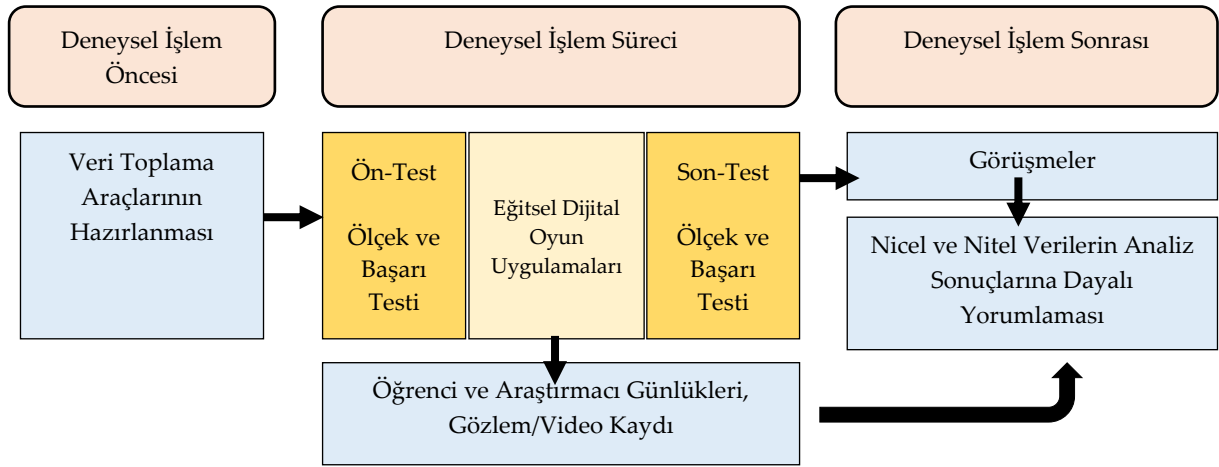 Deneysel İşlem
Öncesi
Deneysel İşlem Süreci
Deneysel İşlem Sonrası
Veri Toplama
Araçlarının
Hazırlanması
Ön-Test
Ölçek ve
Başarı
Testi
Eğitsel Dijital
Oyun
Uygulamaları
Son-Test
Ölçek ve
Başarı
Testi
Görüşmeler
Nicel ve Nitel Verilerin Analiz
Sonuçlarına Dayalı
Yorumlaması
Öğrenci ve Araştırmacı Günlükleri,
Gözlem/Video Kaydı